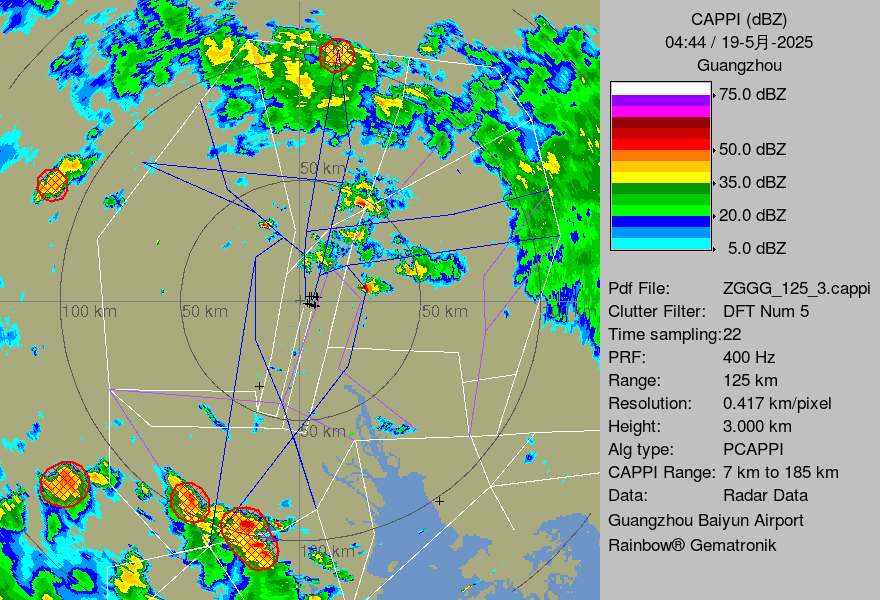 CAPPI (dBZ)
04:44 / 19-5月-2025
Guangzhou
75.0 dBZ
50.0 dBZ
35.0 dBZ
20.0 dBZ
5.0 dBZ
Pdf File: ZGGG_125_3.cappi
Clutter Filter: DFT Num 5
Time sampling:22
PRF: 400 Hz
Range: 125 km
Resolution: 0.417 km/pixel
Height: 3.000 km
Alg type: PCAPPI
CAPPI Range: 7 km to 185 km
Data: Radar Data
Guangzhou Baiyun Airport
Rainbow® Gematronik
50 km
100 km
50 km
50 km
50 km
100 km